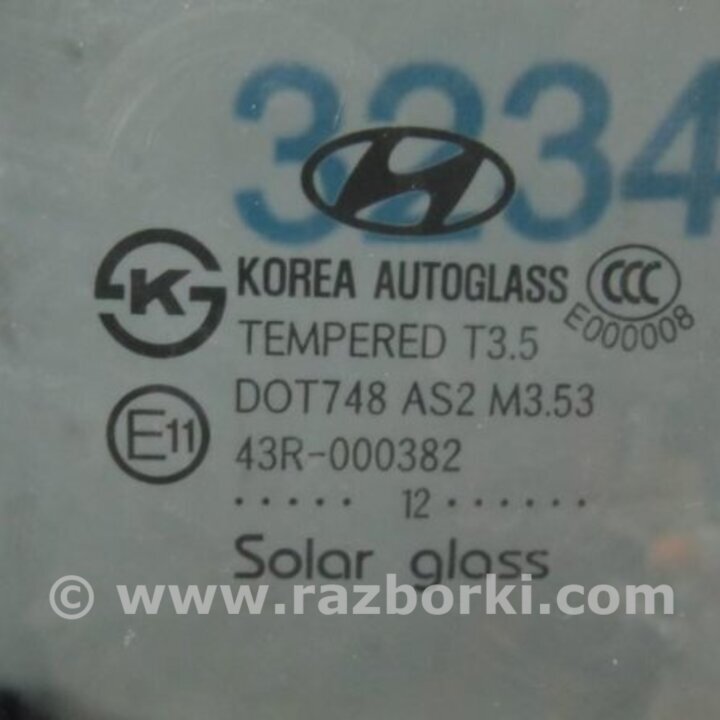 3234
K KOREA AUTOGLASS CCC
E000008
TEMPERED T3.5
DOT748 AS2 M3.53
E11 43R-000382
..... 12 ......
Solar glass
© www.razborki.com